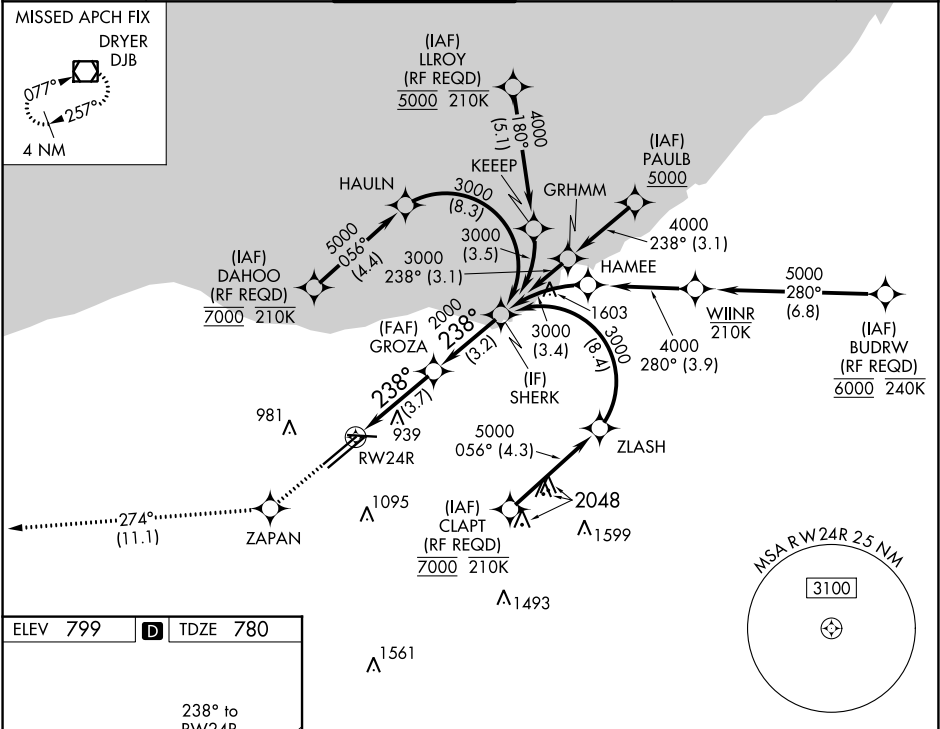 MISSED APCH FIX
DRYER
DJB
077°
257°
4 NM
(IAF)
LLROY
(RF REQD)
5000 210K
4000
180°
(5.1)
KEEEP
GRHMM
(IAF)
PAULB
5000
HAULN
3000
(8.3)
5000
056°
(4.4)
3000
(3.5)
4000
238° (3.1)
3000
238° (3.1)
(IAF)
DAHOO
(RF REQD)
7000 210K
HAMEE
5000
280°
(6.8)
1603
WIINR
210K
(FAF)
GROZA
2000
238°
(3.2)
3000
(3.4)
3000
(8.4)
4000
280° (3.9)
(IAF)
BUDRW
(RF REQD)
6000 240K
(IF)
SHERK
238°
(3.7)
981
939
RW24R
5000
056° (4.3)
ZLASH
274°
(11.1)
ZAPAN
1095
(IAF)
CLAPT
(RF REQD)
7000 210K
2048
1599
1493
1561
MSA RW24R 25 NM
3100
ELEV 799 D TDZE 780
238° to
RW24R